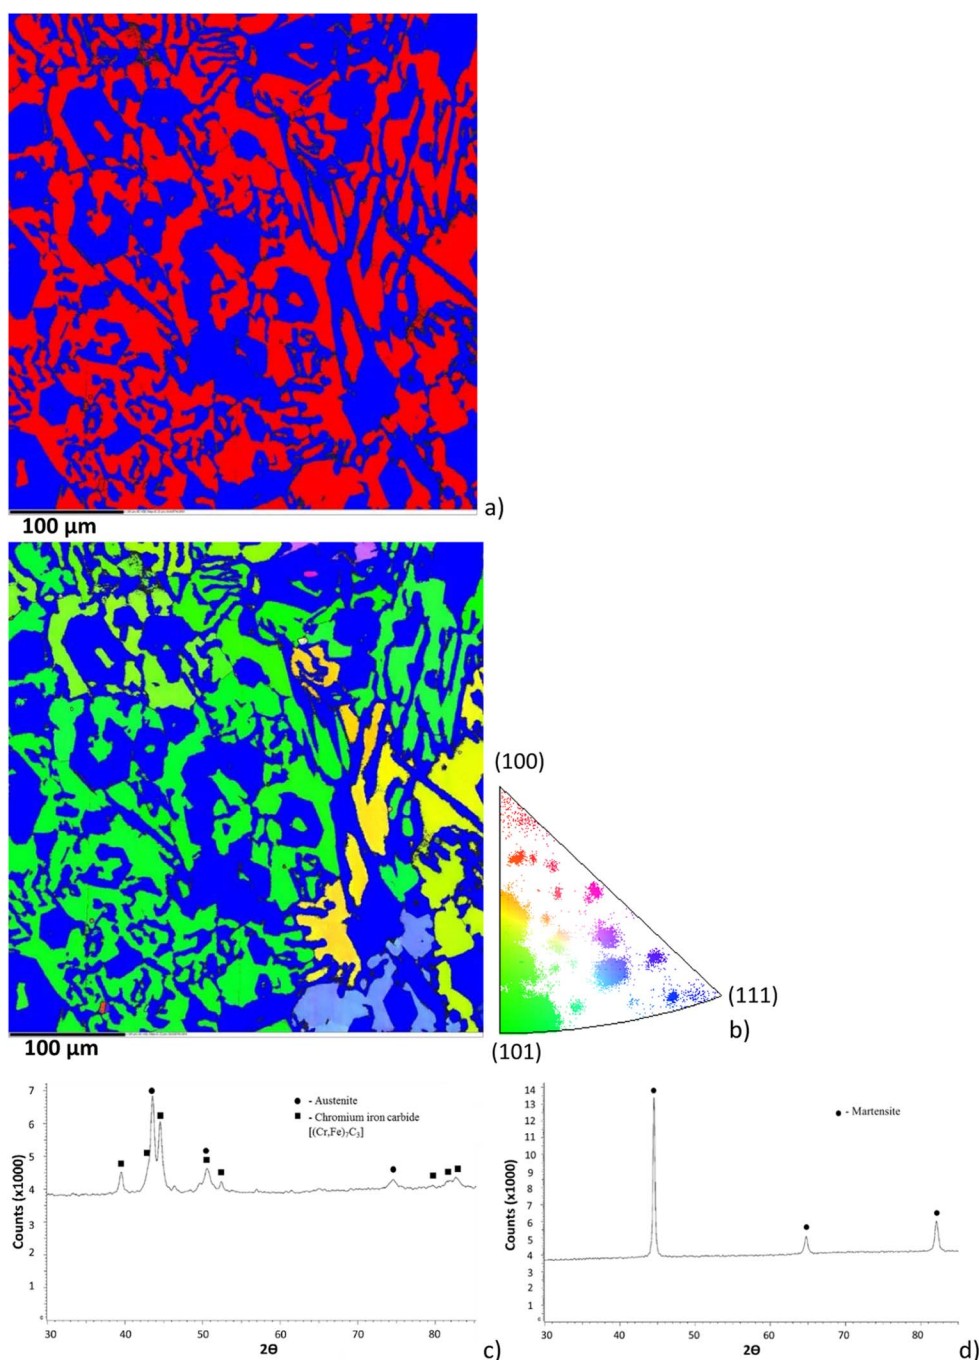 a)
100 μm
(100)
(111)
b)
(101)
100 μm
7
6
5
4
3
2
1
0
Counts (x1000)
● - Austenite
■ - Chromium iron carbide
[(Cr,Fe)₇C₃]
30 40 50 60 70 80
2Θ
c)
14
13
12
11
10
9
8
7
6
5
4
3
2
1
0
Counts (x1000)
● - Martensite
30 40 50 60 70 80
2Θ
d)